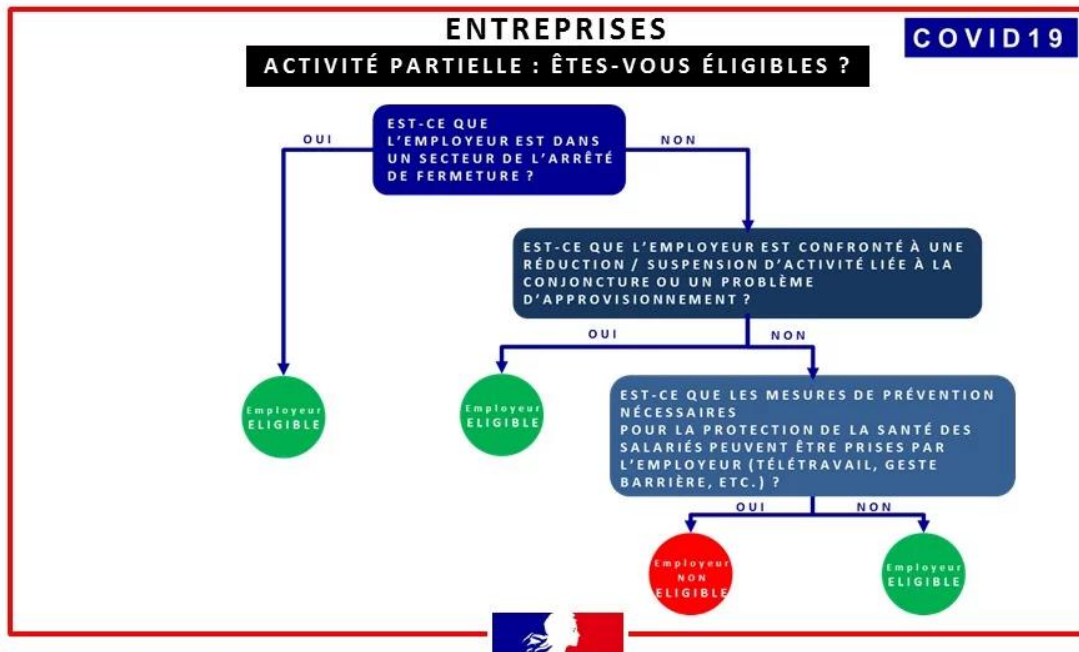 ENTREPRISES
COVID19
ACTIVITÉ PARTIELLE : ÊTES-VOUS ÉLIGIBLES ?
EST-CE QUE
L’EMPLOYEUR EST DANS
UN SECTEUR DE L’ARRÊTÉ
DE FERMETURE ?
OUI
NON
EST-CE QUE L’EMPLOYEUR EST CONFRONTÉ À UNE
RÉDUCTION / SUSPENSION D’ACTIVITÉ LIÉE À LA
CONJONCTURE OU UN PROBLÈME
D’APPROVISIONNEMENT ?
OUI
NON
Employeur
ELIGIBLE
Employeur
ELIGIBLE
EST-CE QUE LES MESURES DE PRÉVENTION
NÉCESSAIRES
POUR LA PROTECTION DE LA SANTÉ DES
SALARIÉS PEUVENT ÊTRE PRISES PAR
L’EMPLOYEUR (TÉLÉTRAVAIL, GESTE
BARRIÈRE, ETC.) ?
OUI
NON
Employeur
NON
ELIGIBLE
Employeur
ELIGIBLE